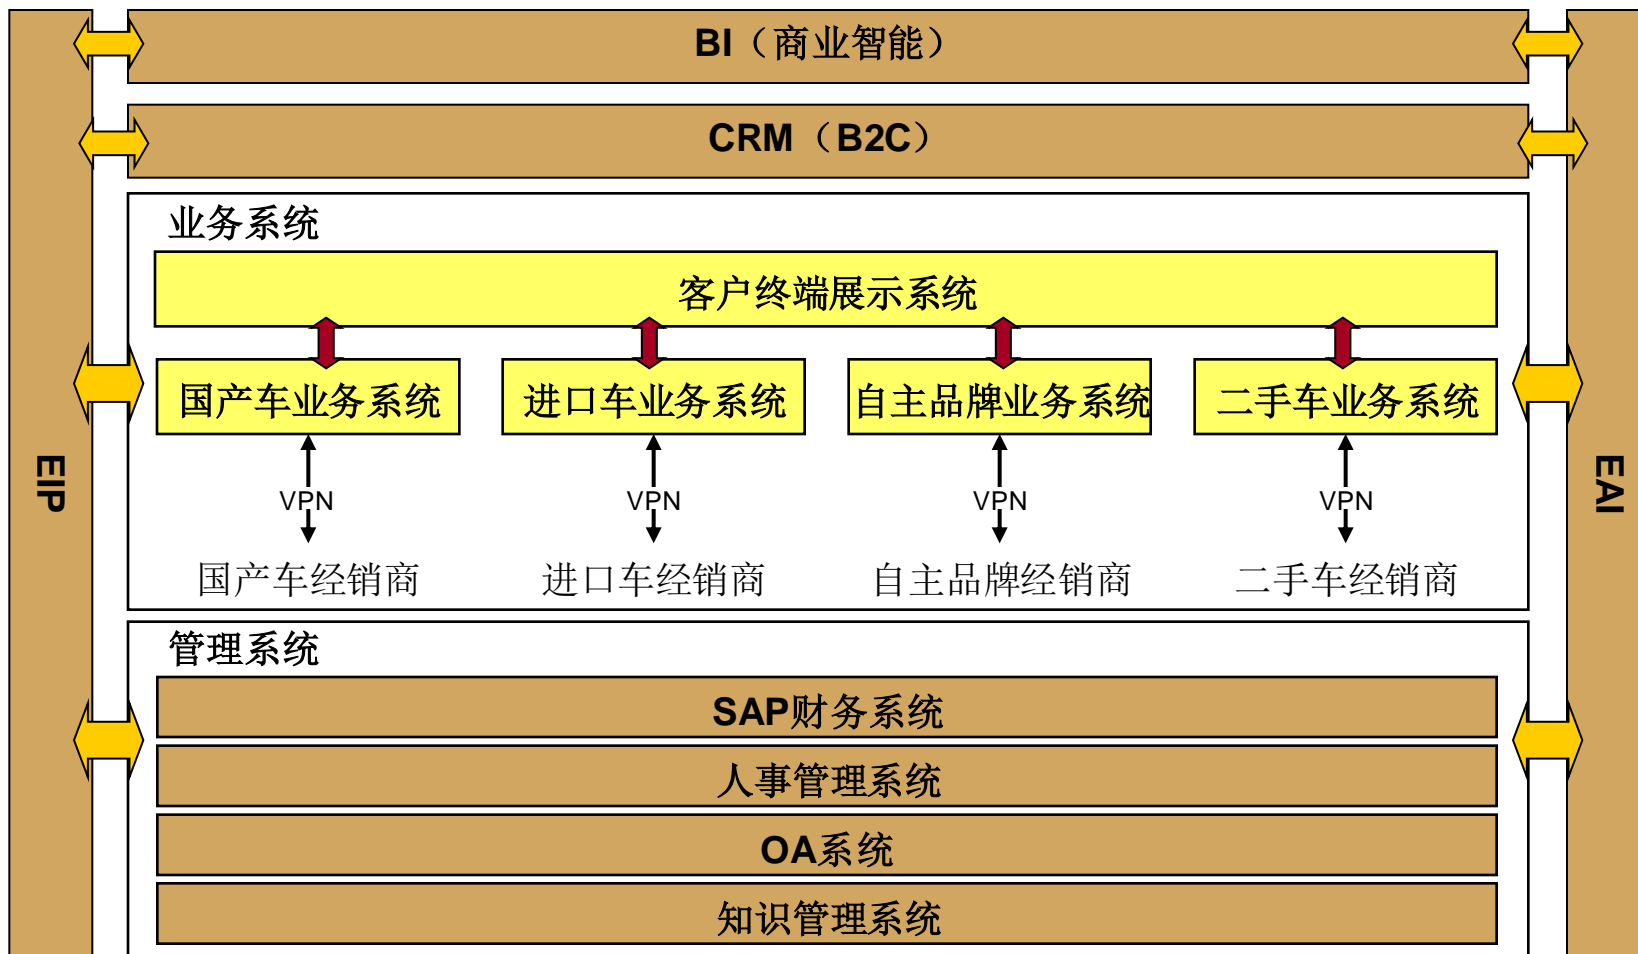 BI（商业智能）
CRM（B2C）
业务系统
客户终端展示系统
国产车业务系统
进口车业务系统
自主品牌业务系统
二手车业务系统
VPN
VPN
VPN
VPN
国产车经销商
进口车经销商
自主品牌经销商
二手车经销商
管理系统
SAP财务系统
人事管理系统
OA系统
知识管理系统
EIP
EAI